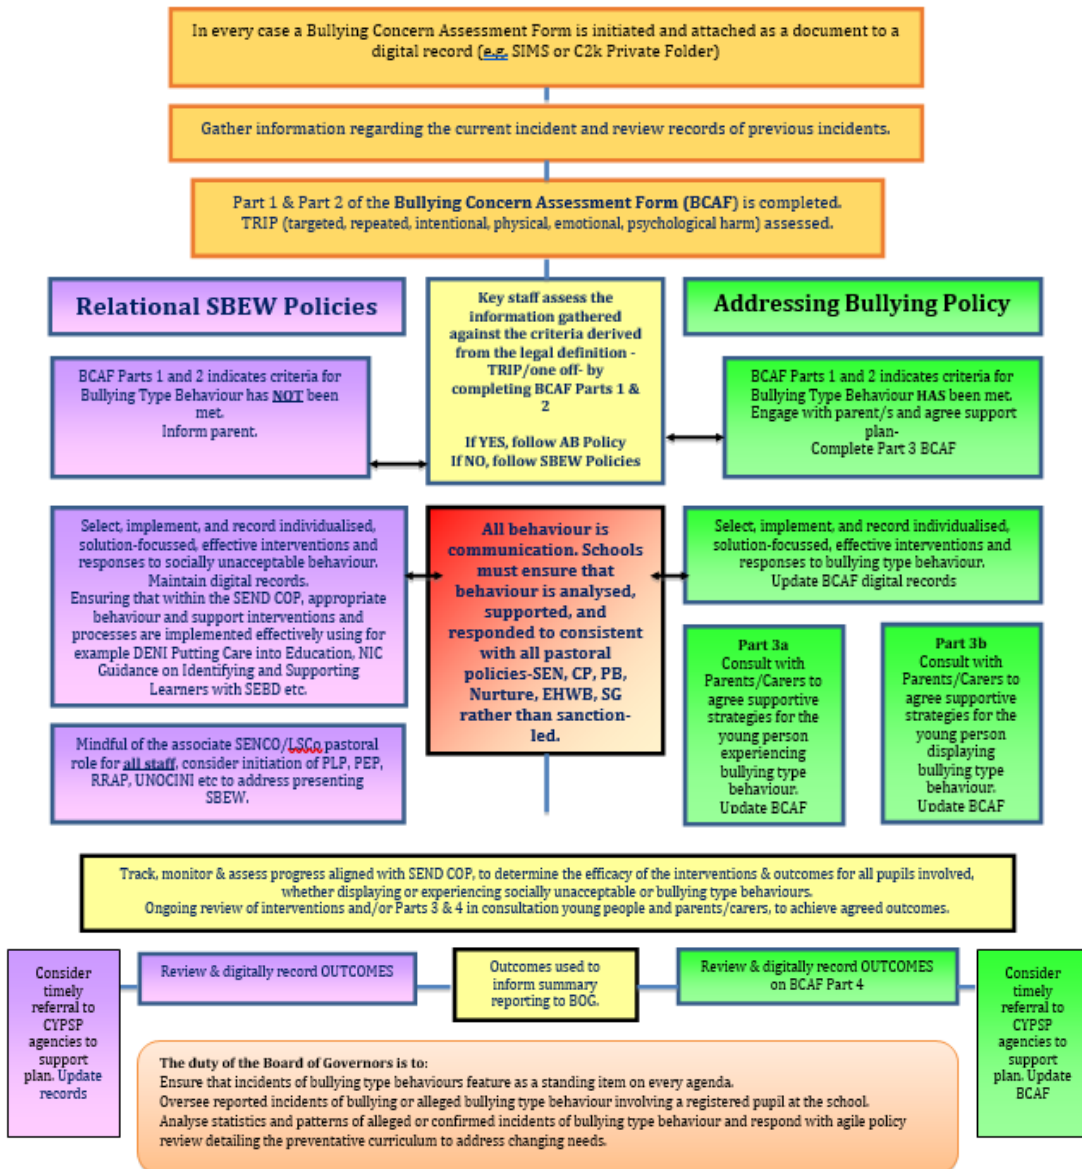 In every case a Bullying Concern Assessment Form is initiated and attached as a document to a
digital record (e.g. SIMS or C2k Private Folder)
Gather information regarding the current incident and review records of previous incidents.
Part 1 & Part 2 of the Bullying Concern Assessment Form (BCAF) is completed.
TRIP (targeted, repeated, intentional, physical, emotional, psychological harm) assessed.
Relational SBEW Policies
Key staff assess the
information gathered
against the criteria derived
from the legal definition -
TRIP/one off- by
completing BCAF Parts 1 &
2
If YES, follow AB Policy
If NO, follow SBEW Policies
Addressing Bullying Policy
BCAF Parts 1 and 2 indicates criteria for
Bullying Type Behaviour has NOT been
met.
Inform parent.
BCAF Parts 1 and 2 indicates criteria for
Bullying Type Behaviour HAS been met.
Engage with parent/s and agree support
plan-
Complete Part 3 BCAF
Select, implement, and record individualised,
solution-focussed, effective interventions and
responses to socially unacceptable behaviour.
Maintain digital records.
Ensuring that within the SEND COP, appropriate
behaviour and support interventions and
processes are implemented effectively using for
example DENI Putting Care into Education, NIC
Guidance on Identifying and Supporting
Learners with SEBD etc.
All behaviour is
communication. Schools
must ensure that
behaviour is analysed,
supported, and
responded to consistent
with all pastoral
policies-SEN, CP, PB,
Nurture, EHWB, SG
rather than sanction-
led.
Select, implement, and record individualised,
solution-focussed, effective interventions and
responses to bullying type behaviour.
Update BCAF digital records
Mindful of the associate SENCO/LSCo pastoral
role for all staff, consider initiation of PLP, PEP,
RRAP, UNOCINI etc to address presenting
SBEW.
Part 3a
Consult with
Parents/Carers to
agree supportive
strategies for the
young person
experiencing
bullying type
behaviour.
Update BCAF
Part 3b
Consult with
Parents/Carers to
agree supportive
strategies for the
young person
displaying
bullying type
behaviour.
Update BCAF
Track, monitor & assess progress aligned with SEND COP, to determine the efficacy of the interventions & outcomes for all pupils involved,
whether displaying or experiencing socially unacceptable or bullying type behaviours.
Ongoing review of interventions and/or Parts 3 & 4 in consultation young people and parents/carers, to achieve agreed outcomes.
Consider
timely
referral to
CYPSP
agencies to
support
plan. Update
records
Review & digitally record OUTCOMES
Outcomes used to
inform summary
reporting to BOG.
Review & digitally record OUTCOMES
on BCAF Part 4
Consider
timely
referral to
CYPSP
agencies to
support
plan. Update
BCAF
The duty of the Board of Governors is to:
Ensure that incidents of bullying type behaviours feature as a standing item on every agenda.
Oversee reported incidents of bullying or alleged bullying type behaviour involving a registered pupil at the school.
Analyse statistics and patterns of alleged or confirmed incidents of bullying type behaviour and respond with agile policy
review detailing the preventative curriculum to address changing needs.